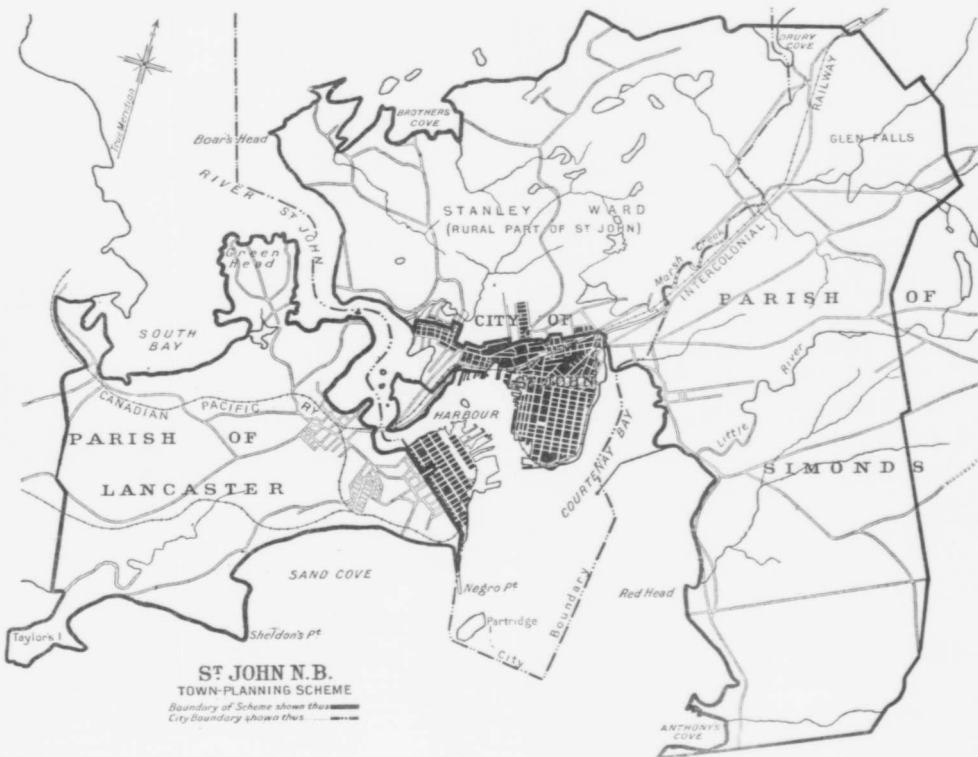 DRURY
COVE
True Meridian
RAILWAY
BROTHERS
COVE
Boar's Head
GLEN FALLS
RIVER ST JOHN
STANLEY WARD
(RURAL PART OF ST JOHN)
Green
Head
Marsh Creek
INTERCOLONIAL
PARISH OF
SOUTH
BAY
CITY OF
ST JOHN
River
Little
CANADIAN PACIFIC RY
HARBOUR
PARISH OF
LANCASTER
COURTENAY BAY
SIMONDS
SAND COVE
Negro Pt.
Boundary
Red Head
Partridge
I
City
Taylor's I
Sheldon's Pt.
ST JOHN N.B.
TOWN-PLANNING SCHEME
Boundary of Scheme shown thus
City Boundary shown thus
ANTHONYS
COVE